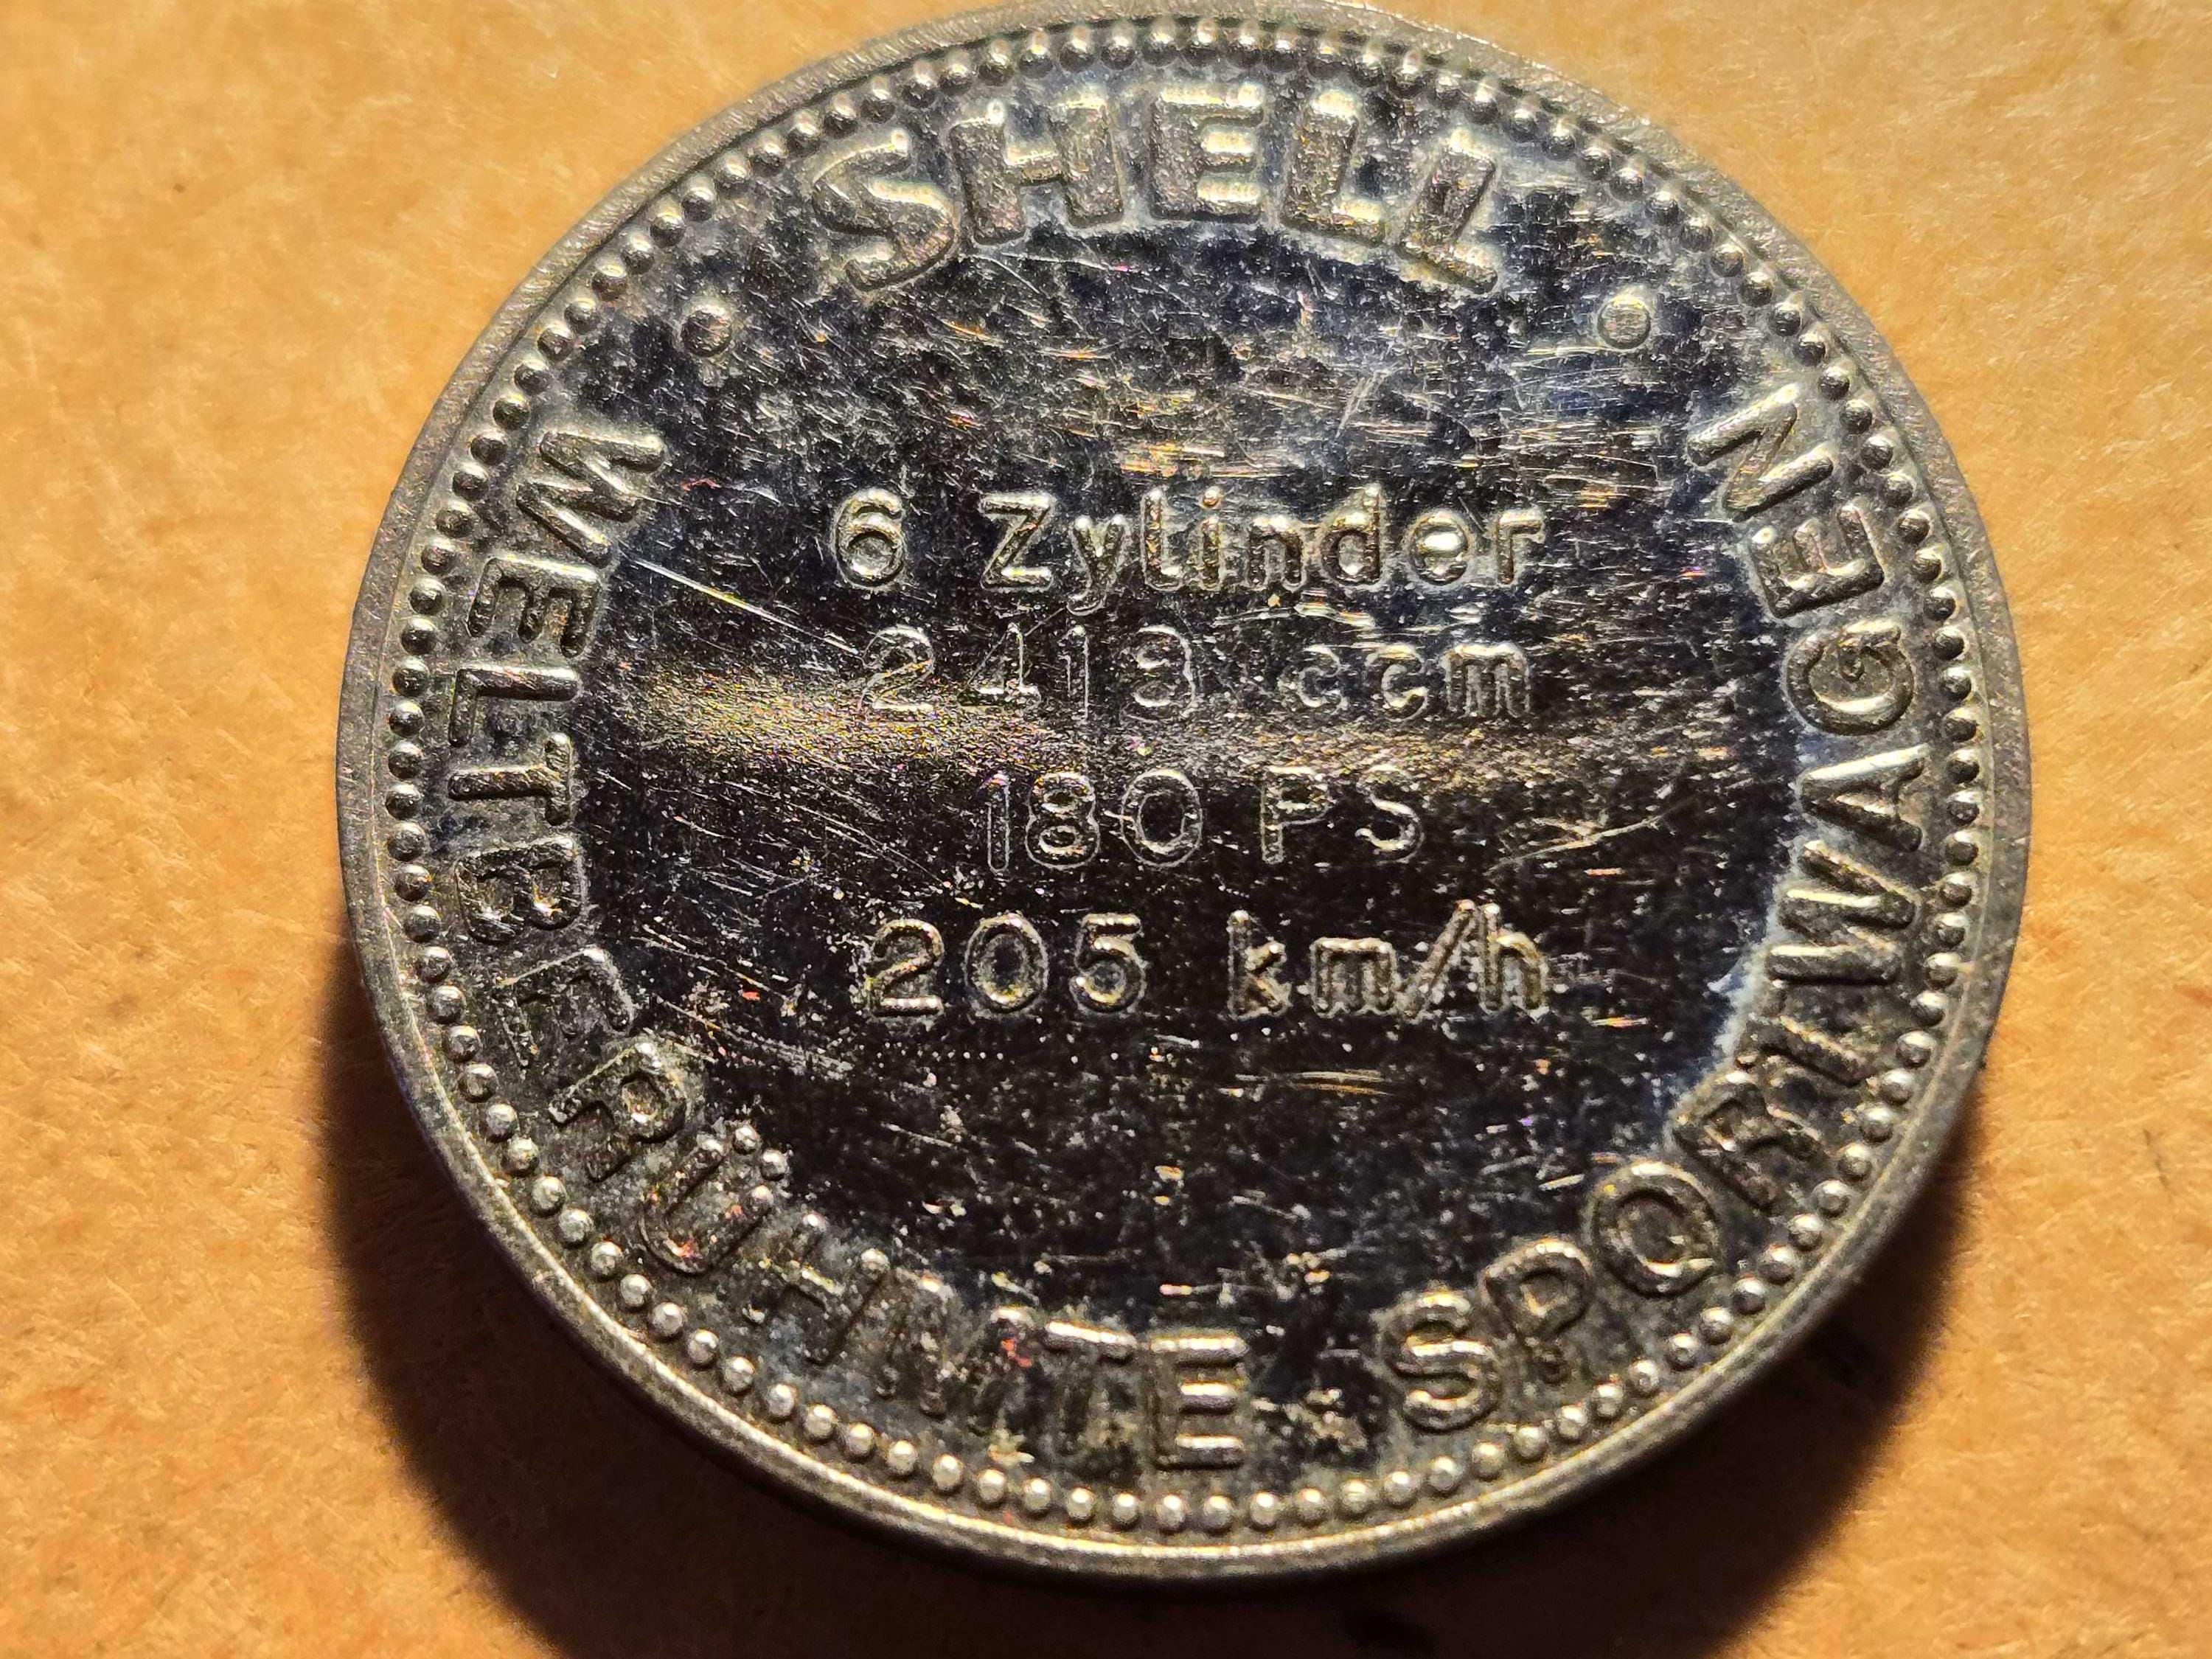 SHELL
6 Zylinder
2418 ccm
180 PS
205 km/h
WELTBERÜHMTE SPORTWAGEN